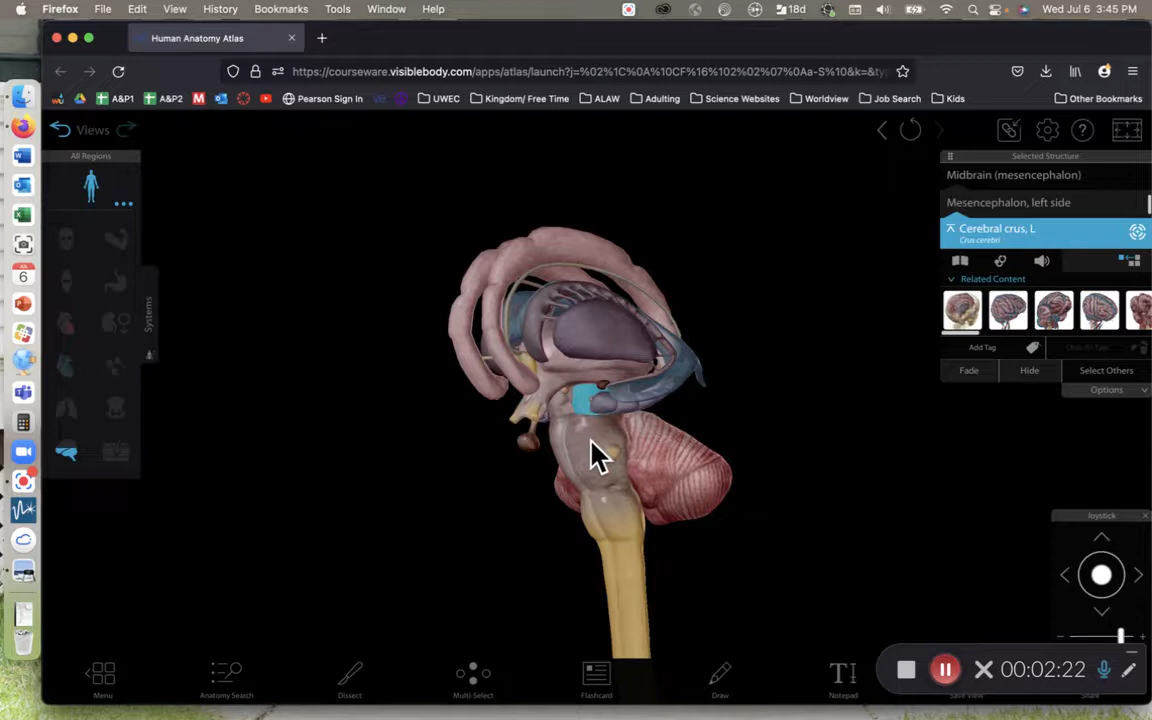 Firefox File Edit View History Bookmarks Tools Window Help
18d
Wed Jul 6 3:45 PM
Human Anatomy Atlas
https://courseware.visiblebody.com/apps/atlas/launch?j=%02%1C%0A%10CF%16%102%02%07%0Aa-S%10&k=&ty
A&P1 A&P2 Pearson Sign In UWEC Kingdom/ Free Time ALAW Adulting Science Websites Worldview Job Search Kids Other Bookmarks
Views
All Regions
Systems
Selected Structure
Midbrain (mesencephalon)
Mesencephalon, left side
Cerebral crus, L
Crus cerebri
Related Content
Add Tag
Fade Hide Select Others
Options
Joystick
Menu Anatomy Search Dissect Multi-Select Flashcard Draw Notepad Save View Share
00:02:22